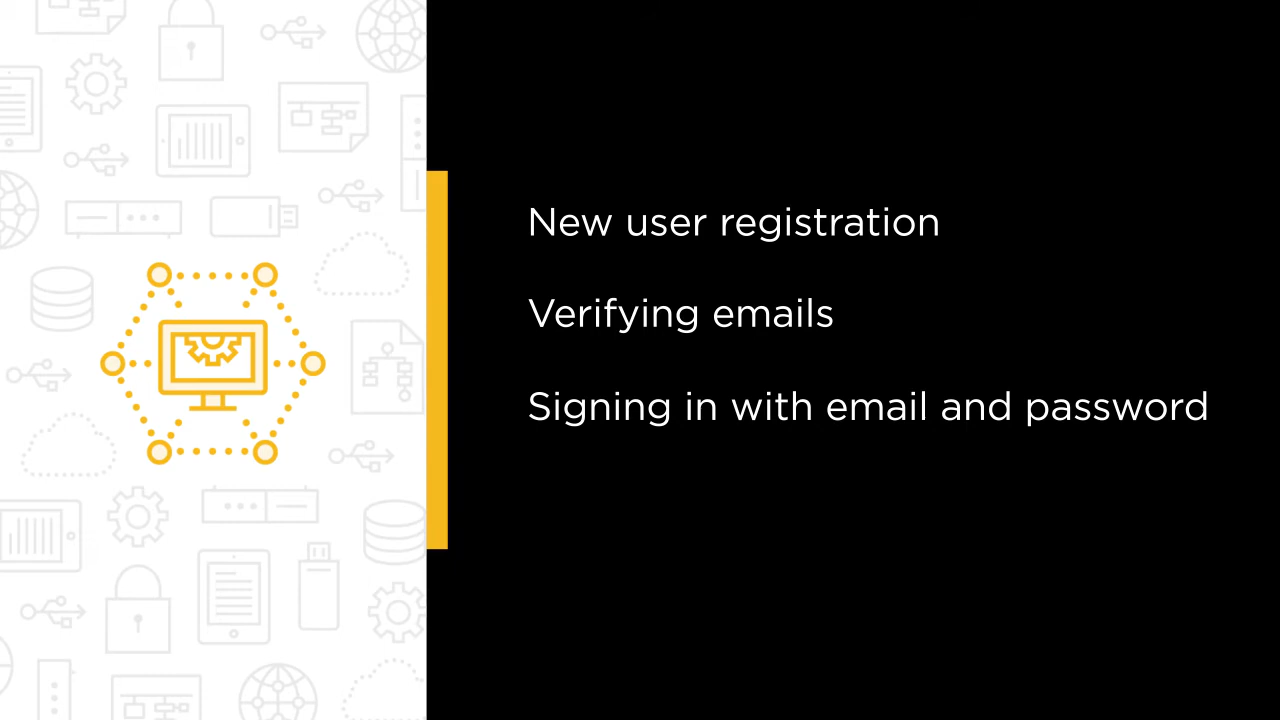 New user registration
Verifying emails
Signing in with email and password